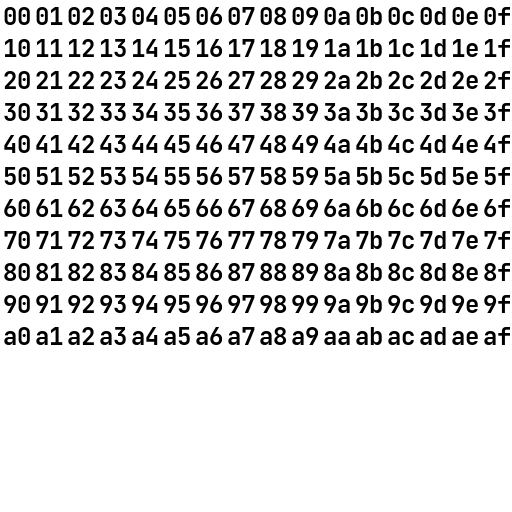 00 01 02 03 04 05 06 07 08 09 0a 0b 0c 0d 0e 0f
10 11 12 13 14 15 16 17 18 19 1a 1b 1c 1d 1e 1f
20 21 22 23 24 25 26 27 28 29 2a 2b 2c 2d 2e 2f
30 31 32 33 34 35 36 37 38 39 3a 3b 3c 3d 3e 3f
40 41 42 43 44 45 46 47 48 49 4a 4b 4c 4d 4e 4f
50 51 52 53 54 55 56 57 58 59 5a 5b 5c 5d 5e 5f
60 61 62 63 64 65 66 67 68 69 6a 6b 6c 6d 6e 6f
70 71 72 73 74 75 76 77 78 79 7a 7b 7c 7d 7e 7f
80 81 82 83 84 85 86 87 88 89 8a 8b 8c 8d 8e 8f
90 91 92 93 94 95 96 97 98 99 9a 9b 9c 9d 9e 9f
a0 a1 a2 a3 a4 a5 a6 a7 a8 a9 aa ab ac ad ae af